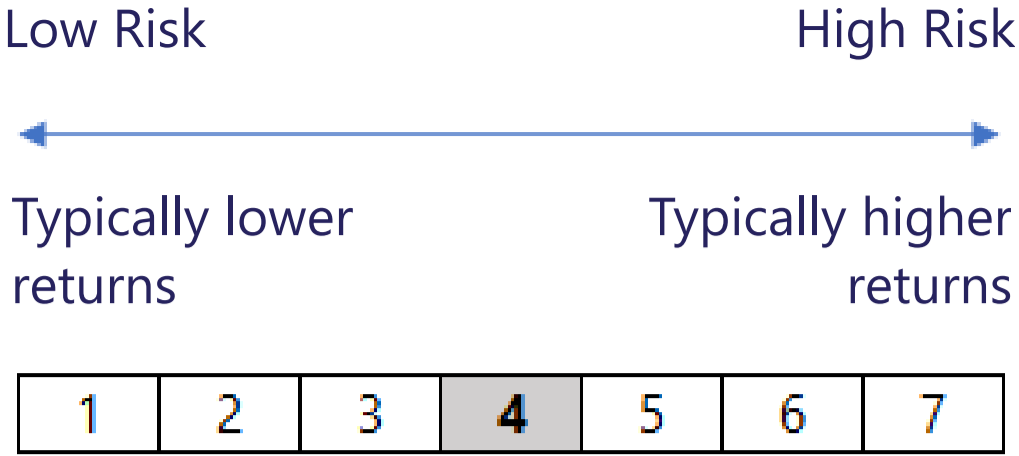 Low Risk High Risk
Typically lower Typically higher
returns returns
1 2 3 4 5 6 7